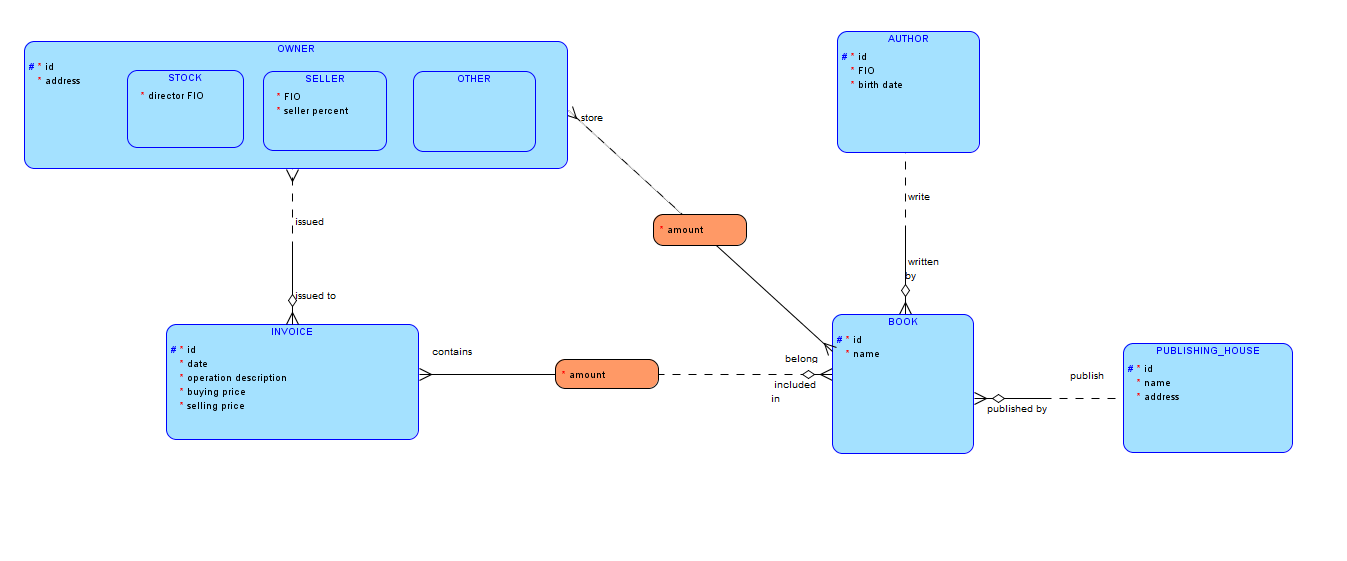 OWNER
# * id
* address
STOCK
* director FIO
SELLER
* FIO
* seller percent
OTHER
AUTHOR
# * id
* FIO
* birth date
store
write
issued
* amount
written
by
issued to
INVOICE
# * id
* date
* operation description
* buying price
* selling price
contains
* amount
belong
included
in
BOOK
# * id
* name
publish
published by
PUBLISHING_HOUSE
# * id
* name
* address